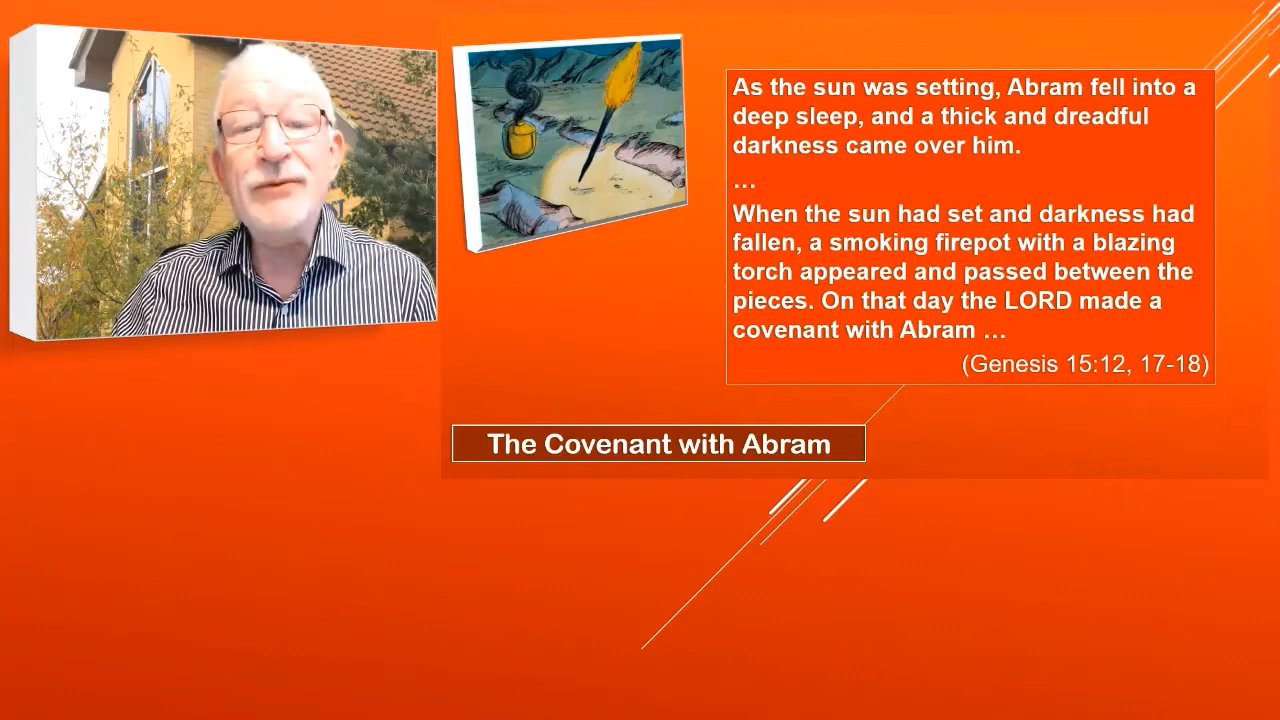 As the sun was setting, Abram fell into a
deep sleep, and a thick and dreadful
darkness came over him.
…
When the sun had set and darkness had
fallen, a smoking firepot with a blazing
torch appeared and passed between the
pieces. On that day the LORD made a
covenant with Abram …
(Genesis 15:12, 17-18)
The Covenant with Abram